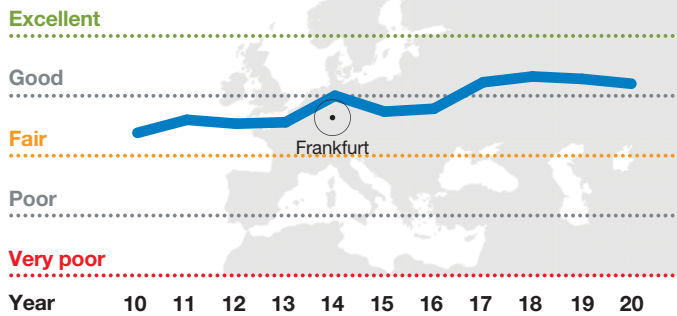 Excellent
Good
Frankfurt
Fair
Poor
Very poor
Year 10 11 12 13 14 15 16 17 18 19 20